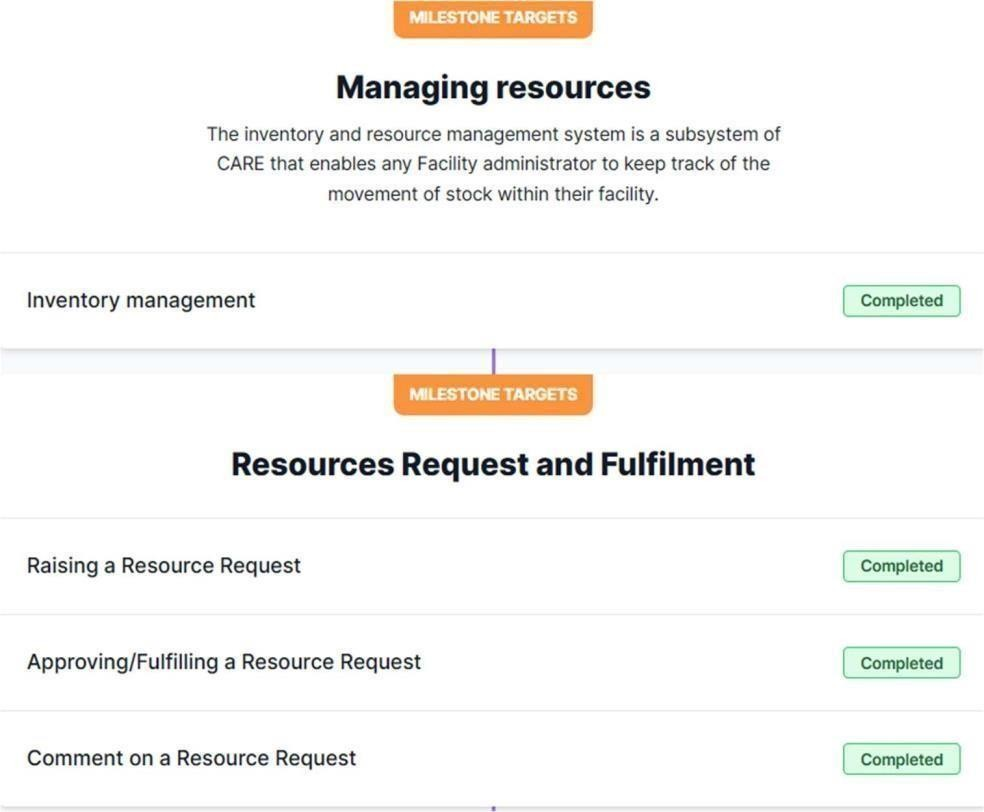 MILESTONE TARGETS
Managing resources
The inventory and resource management system is a subsystem of
CARE that enables any Facility administrator to keep track of the
movement of stock within their facility.
Inventory management Completed
MILESTONE TARGETS
Resources Request and Fulfilment
Raising a Resource Request Completed
Approving/Fulfilling a Resource Request Completed
Comment on a Resource Request Completed